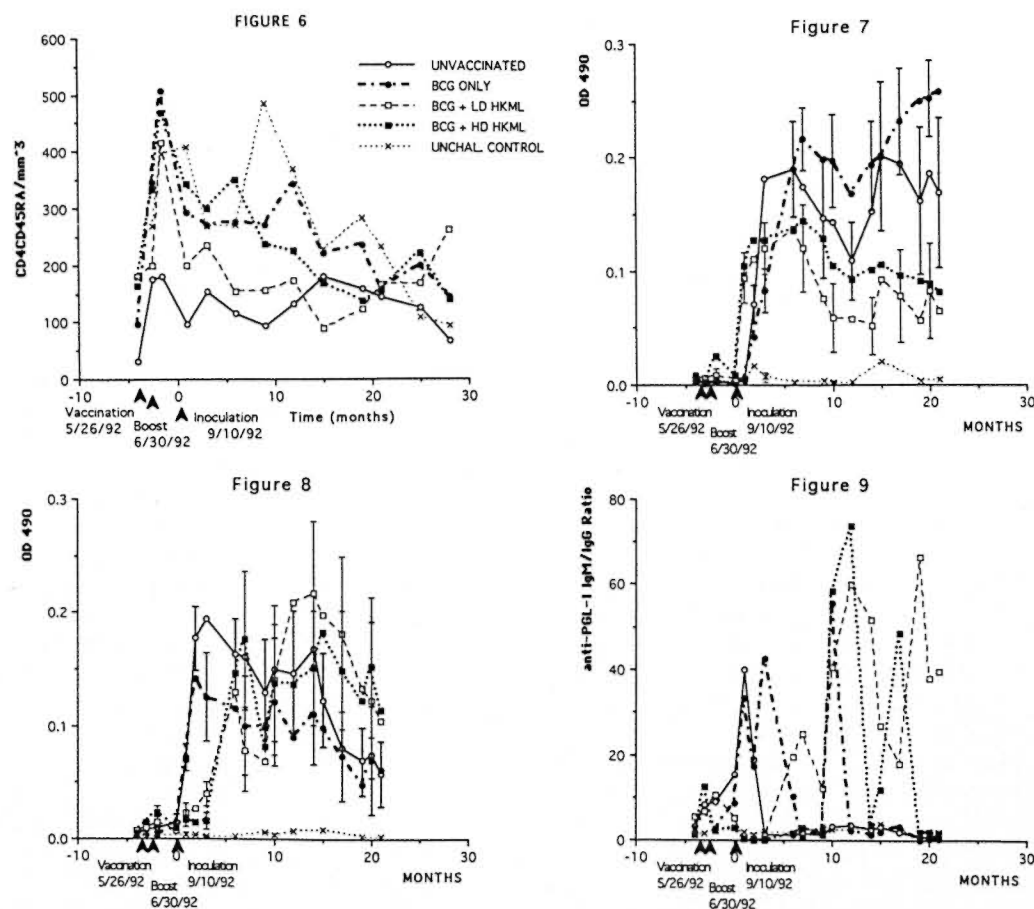 FIGURE 6
600
500
400
300
200
100
0
CD4CD45RA/mm^3
UNVACCINATED
BCG ONLY
BCG + LD HKML
BCG + HD HKML
UNCHAL. CONTROL
-10
0
10
20
30
Time (months)
Vaccination
5/26/92
Boost
6/30/92
Inoculation
9/10/92
Figure 7
0.3
0.2
0.1
0.0
OD 490
-10
0
10
20
30
Vaccination
5/26/92
Boost
6/30/92
Inoculation
9/10/92
MONTHS
Figure 8
0.3
0.2
0.1
0.0
OD 490
-10
0
10
20
30
Vaccination
5/26/92
Boost
6/30/92
Inoculation
9/10/92
MONTHS
Figure 9
80
60
40
20
0
anti-PGL-I IgM/IgG Ratio
-10
0
10
20
30
Vaccination
5/26/92
Boost
6/30/92
Inoculation
9/10/92
MONTHS